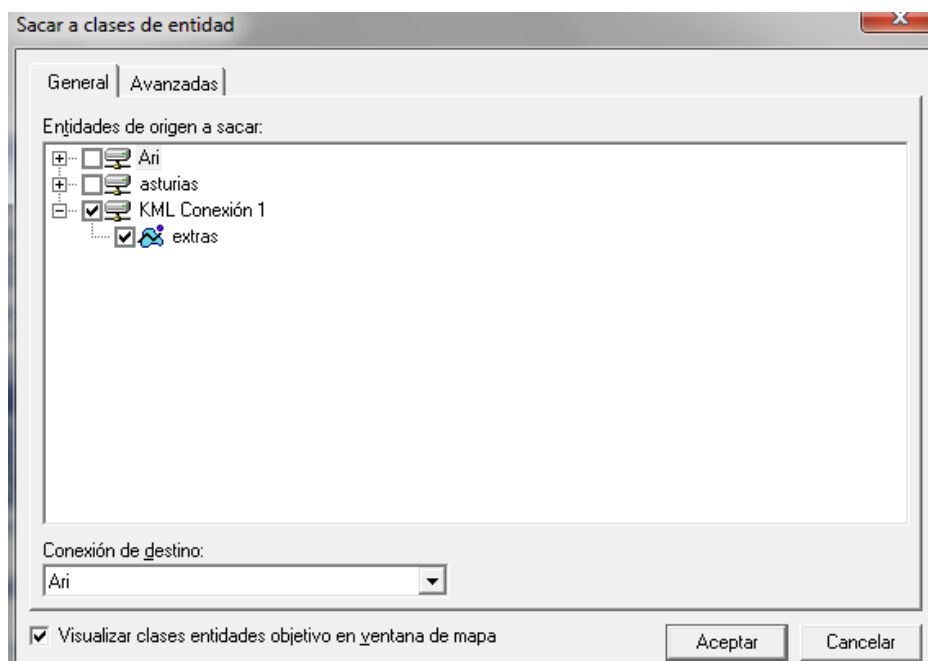 Sacar a clases de entidad
General
Avanzadas
Entidades de origen a sacar:
Ari
asturias
KML Conexión 1
extras
Conexión de destino:
Ari
Visualizar clases entidades objetivo en ventana de mapa
Aceptar
Cancelar